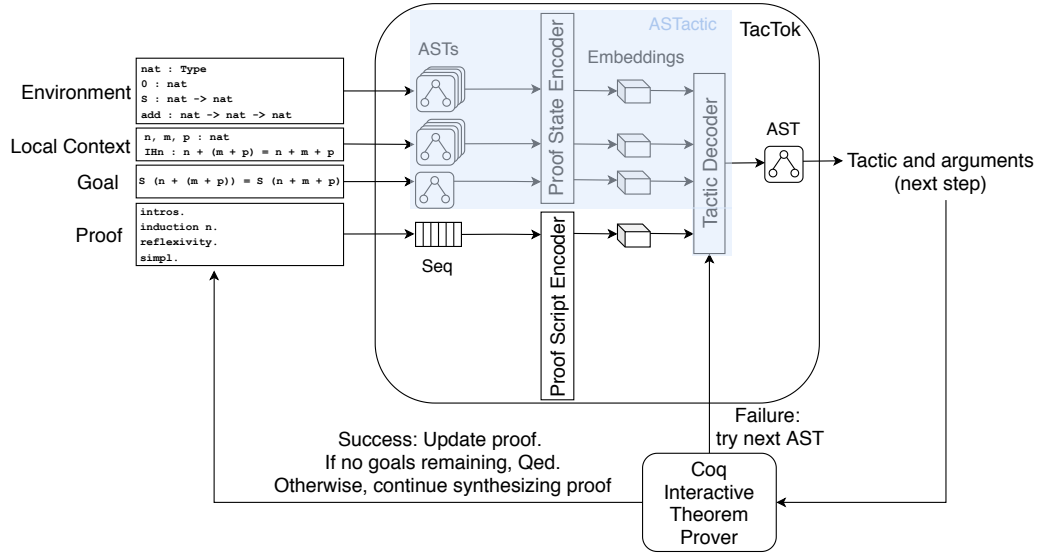 TacTok
ASTactic
ASTs
Embeddings
Proof State Encoder
Environment
nat : Type
0 : nat
S : nat -> nat
add : nat -> nat -> nat
Local Context
n, m, p : nat
IHn : n + (m + p) = n + m + p
Goal
S (n + (m + p)) = S (n + m + p)
Proof
intros.
induction n.
reflexivity.
simpl.
Seq
Proof Script Encoder
Tactic Decoder
AST
Tactic and arguments
(next step)
Failure:
try next AST
Success: Update proof.
If no goals remaining, Qed.
Otherwise, continue synthesizing proof
Coq
Interactive
Theorem
Prover